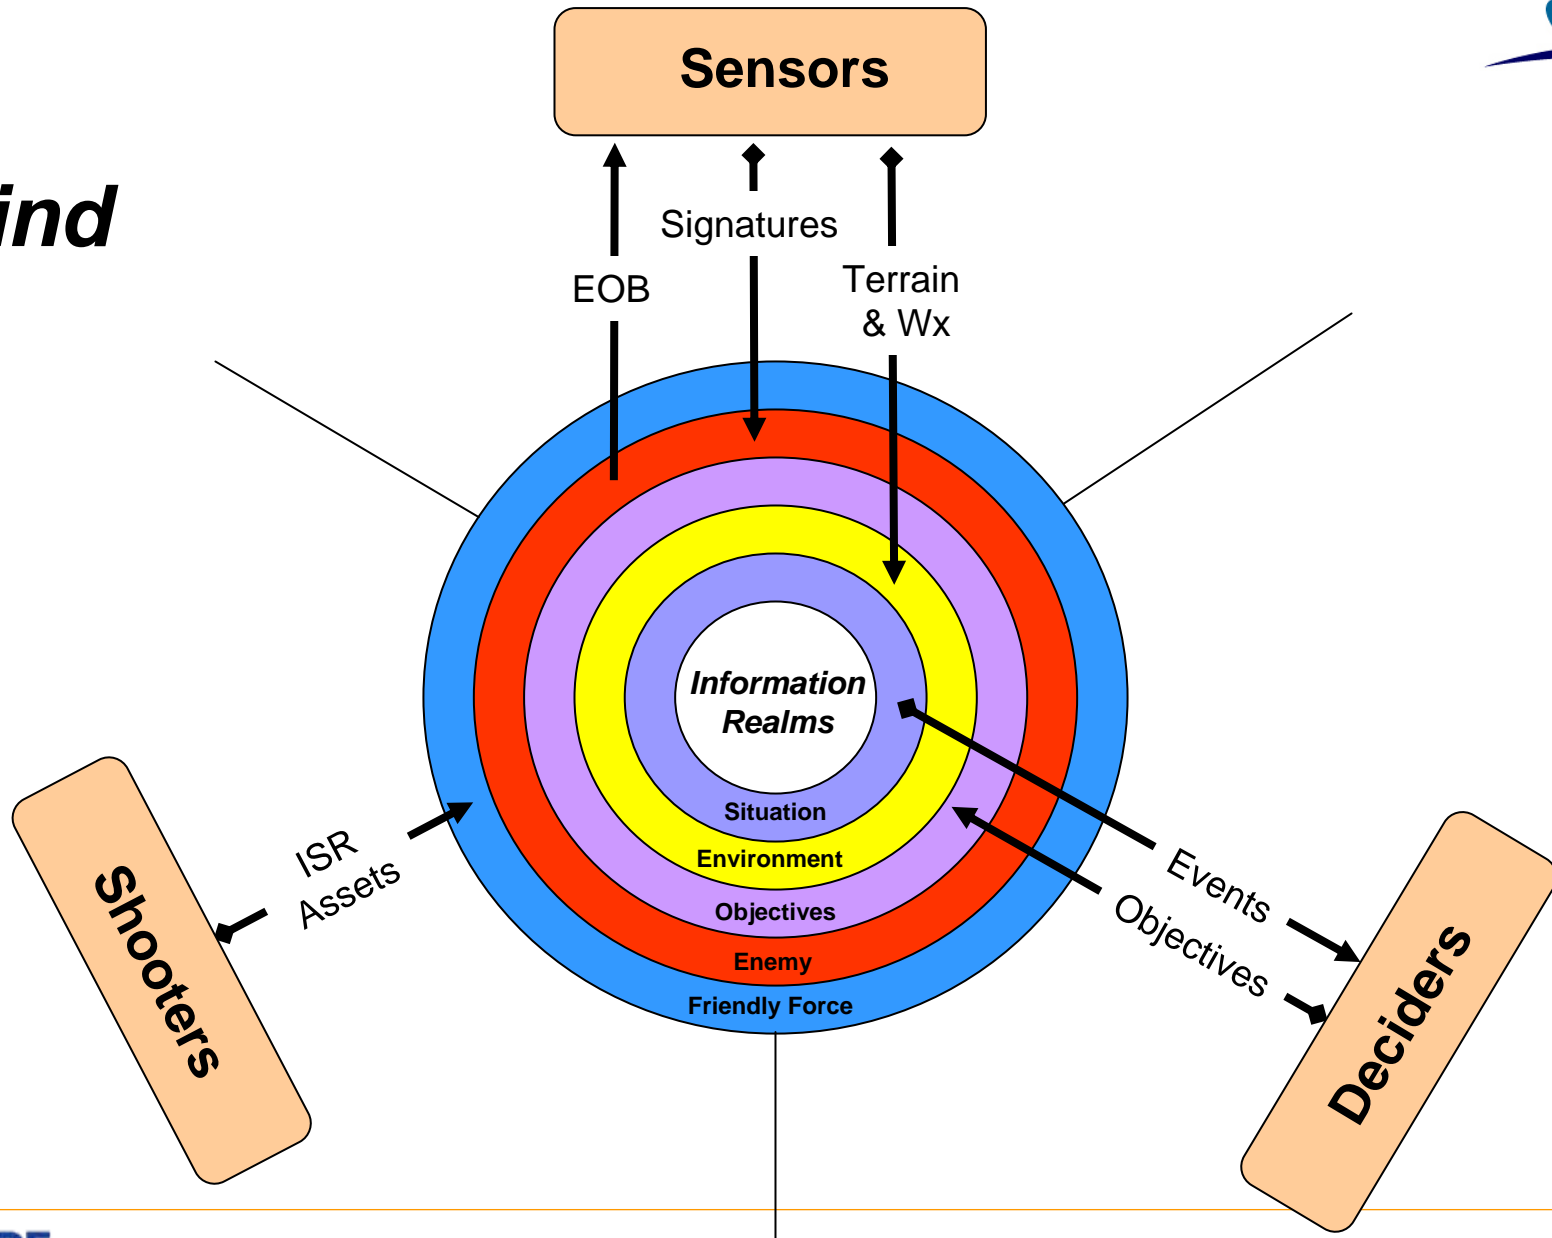 Sensors
ind
Signatures
EOB
Terrain
& Wx
Information
Realms
Situation
Environment
Objectives
Enemy
Friendly Force
ISR
Assets
Shooters
Events
Objectives
Deciders